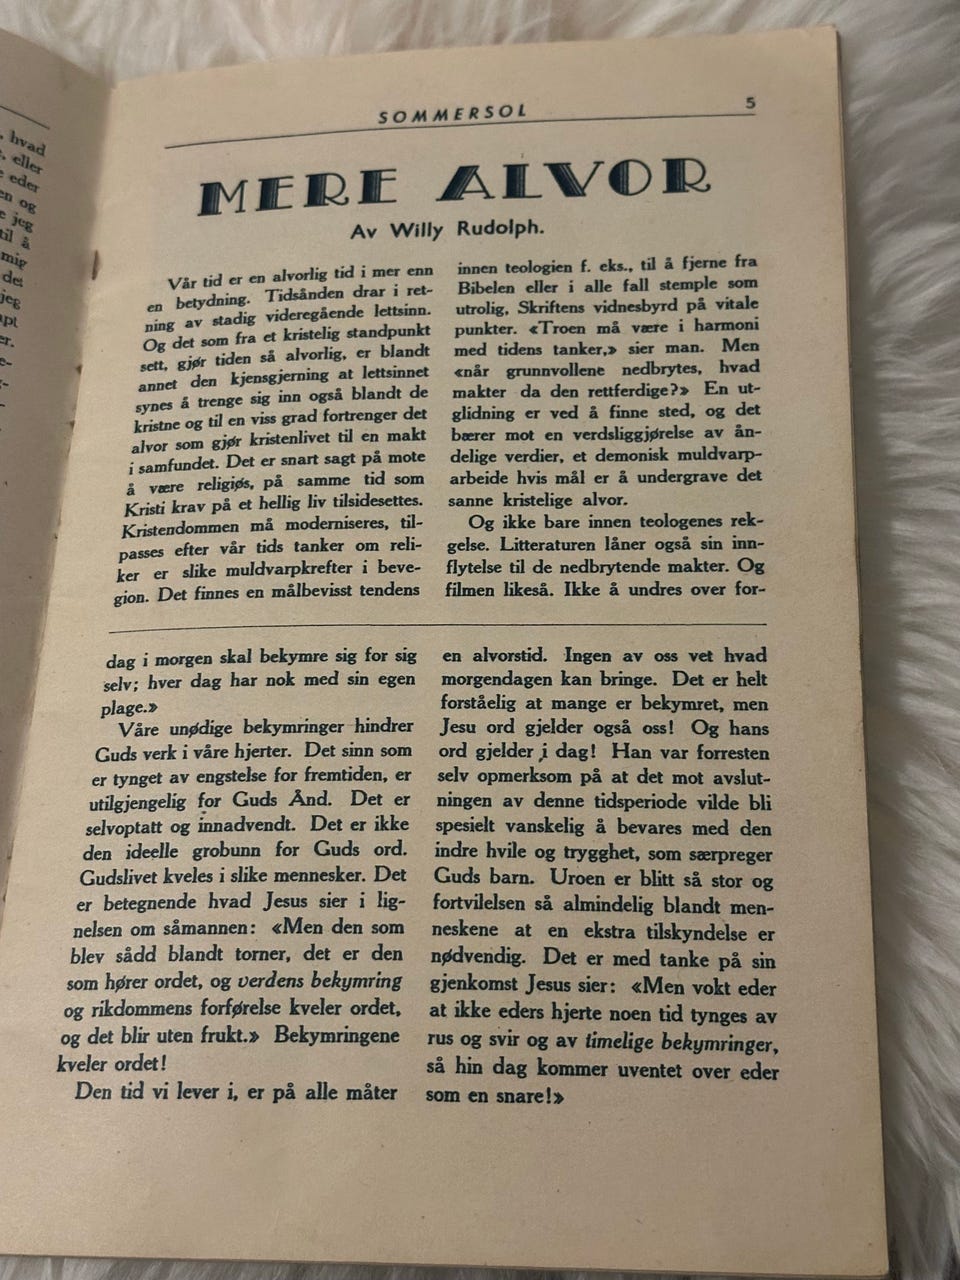 hvad
eller
eder
og
jeg
til å
mig
det
jeg
SOMMERSOL
5
MERE ALVOR
Av Willy Rudolph.
Vår tid er en alvorlig tid i mer enn
en betydning. Tidsånden drar i ret-
ning av stadig videregående lettsinn.
Og det som fra et kristelig standpunkt
sett, gjør tiden så alvorlig, er blandt
annet den kjensgjerning at lettsinnet
synes å trenge sig inn også blandt de
kristne og til en viss grad fortrenger det
alvor som gjør kristenlivet til en makt
i samfundet. Det er snart sagt på mote
å være religiøs, på samme tid som
Kristi krav på et hellig liv tilsidesettes.
Kristendommen må moderniseres, til-
passes efter vår tids tanker om reli-
ker er slike muldvarpkrefter i beve-
gion. Det finnes en målbevisst tendens
innen teologien f. eks., til å fjerne fra
Bibelen eller i alle fall stemple som
utrolig, Skriftens vidnesbyrd på vitale
punkter. «Troen må være i harmoni
med tidens tanker,» sier man. Men
«når grunnvollene nedbrytes, hvad
makter da den rettferdige?» En ut-
glidning er ved å finne sted, og det
bærer mot en verdsliggjørelse av ån-
delige verdier, et demonisk muldvarp-
arbeide hvis mål er å undergrave det
sanne kristelige alvor.
Og ikke bare innen teologenes rek-
gelse. Litteraturen låner også sin inn-
flytelse til de nedbrytende makter. Og
filmen likeså. Ikke å undres over for-
dag i morgen skal bekymre sig for sig
selv; hver dag har nok med sin egen
plage.»
Våre unødige bekymringer hindrer
Guds verk i våre hjerter. Det sinn som
er tynget av engstelse for fremtiden, er
utilgjengelig for Guds Ånd. Det er
selvoptatt og innadvendt. Det er ikke
den ideelle grobunn for Guds ord.
Gudslivet kveles i slike mennesker. Det
er betegnende hvad Jesus sier i lig-
nelsen om såmannen: «Men den som
blev sådd blandt torner, det er den
som hører ordet, og verdens bekymring
og rikdommens forførelse kveler ordet,
og det blir uten frukt.» Bekymringene
kveler ordet!
Den tid vi lever i, er på alle måter
en alvorstid. Ingen av oss vet hvad
morgendagen kan bringe. Det er helt
forståelig at mange er bekymret, men
Jesu ord gjelder også oss! Og hans
ord gjelder i dag! Han var forresten
selv opmerksom på at det mot avslut-
ningen av denne tidsperiode vilde bli
spesielt vanskelig å bevares med den
indre hvile og trygghet, som særpreger
Guds barn. Uroen er blitt så stor og
fortvilelsen så almindelig blandt men-
neskene at en ekstra tilskyndelse er
nødvendig. Det er med tanke på sin
gjenkomst Jesus sier: «Men vokt eder
at ikke eders hjerte noen tid tynges av
rus og svir og av timelige bekymringer,
så hin dag kommer uventet over eder
som en snare!»